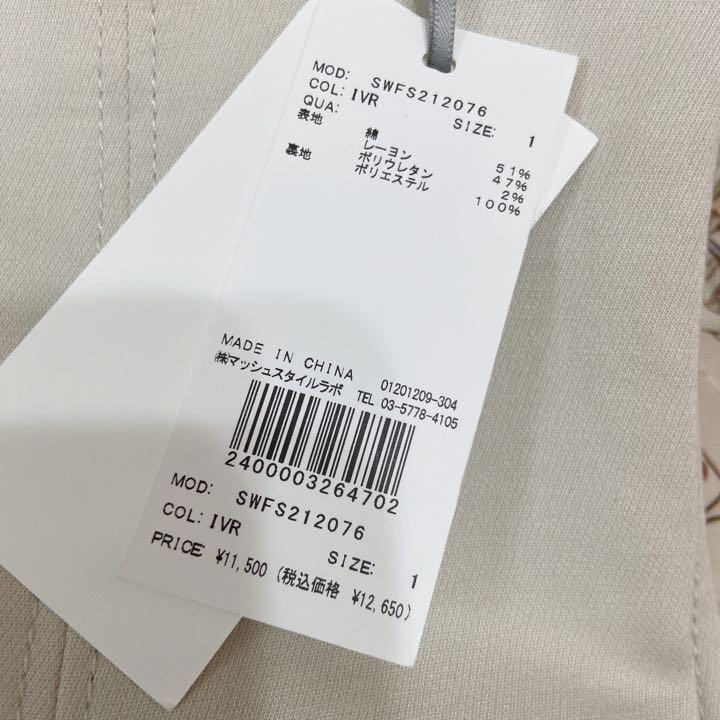 MOD: SWFS212076
COL: IVR SIZE: 1
QUA:
表地 綿 51%
レーヨン 47%
ポリウレタン 2%
裏地 ポリエステル 100%
MADE IN CHINA 01201209-304
㈱マッシュスタイルラボ TEL 03-5778-4105
2400003264702
MOD: SWFS212076
COL: IVR SIZE: 1
PRICE: ¥11,500 (税込価格 ¥12,650)